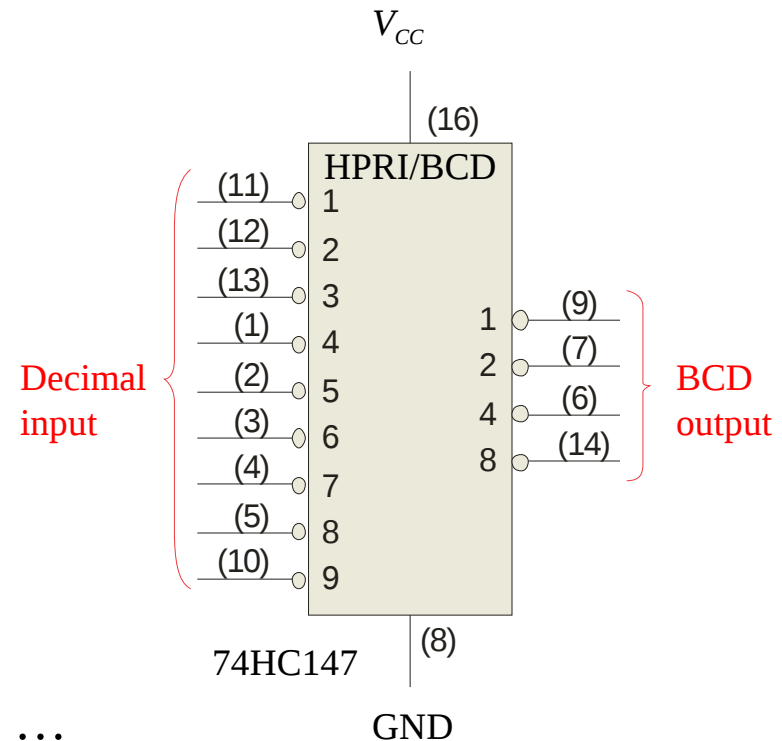 V_CC
(16)
HPRI/BCD
(11) 1
(12) 2
(13) 3
(1) 4
(2) 5
(3) 6
(4) 7
(5) 8
(10) 9
Decimal
input
1 (9)
2 (7)
4 (6)
8 (14)
BCD
output
(8)
74HC147
… GND